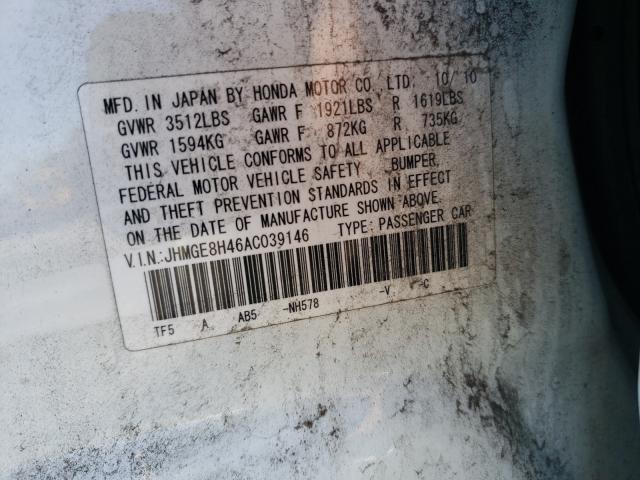 MFD. IN JAPAN BY HONDA MOTOR CO., LTD. 10/10
GVWR 3512LBS GAWR F 1921LBS R 1619LBS
GVWR 1594KG GAWR F 872KG R 735KG
THIS VEHICLE CONFORMS TO ALL APPLICABLE
FEDERAL MOTOR VEHICLE SAFETY, BUMPER,
AND THEFT PREVENTION STANDARDS IN EFFECT
ON THE DATE OF MANUFACTURE SHOWN ABOVE.
V.I.N.:JHMGE8H46AC039146 TYPE: PASSENGER CAR
TF5 A AB5 -NH578 -V -C